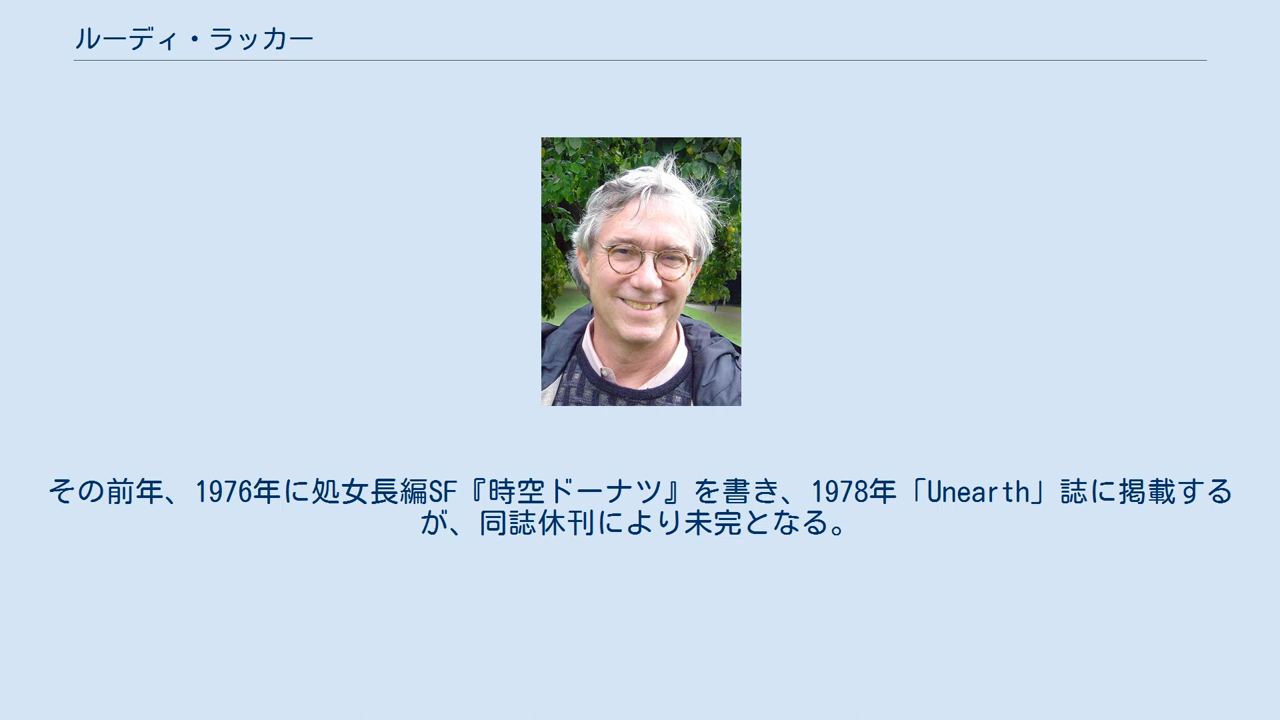 ルーディ・ラッカー
その前年、1976年に処女長編SF『時空ドーナツ』を書き、1978年「Unearth」誌に掲載する
が、同誌休刊により未完となる。